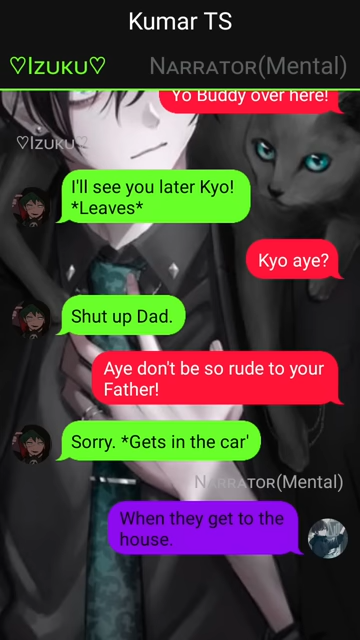 Kumar TS
♡Izuku♡ Narrator(Mental)
Yo Buddy over here!
♡Izuku♡
I'll see you later Kyo!
*Leaves*
Kyo aye?
Shut up Dad.
Aye don't be so rude to your
Father!
Sorry. *Gets in the car'
Narrator(Mental)
When they get to the
house.